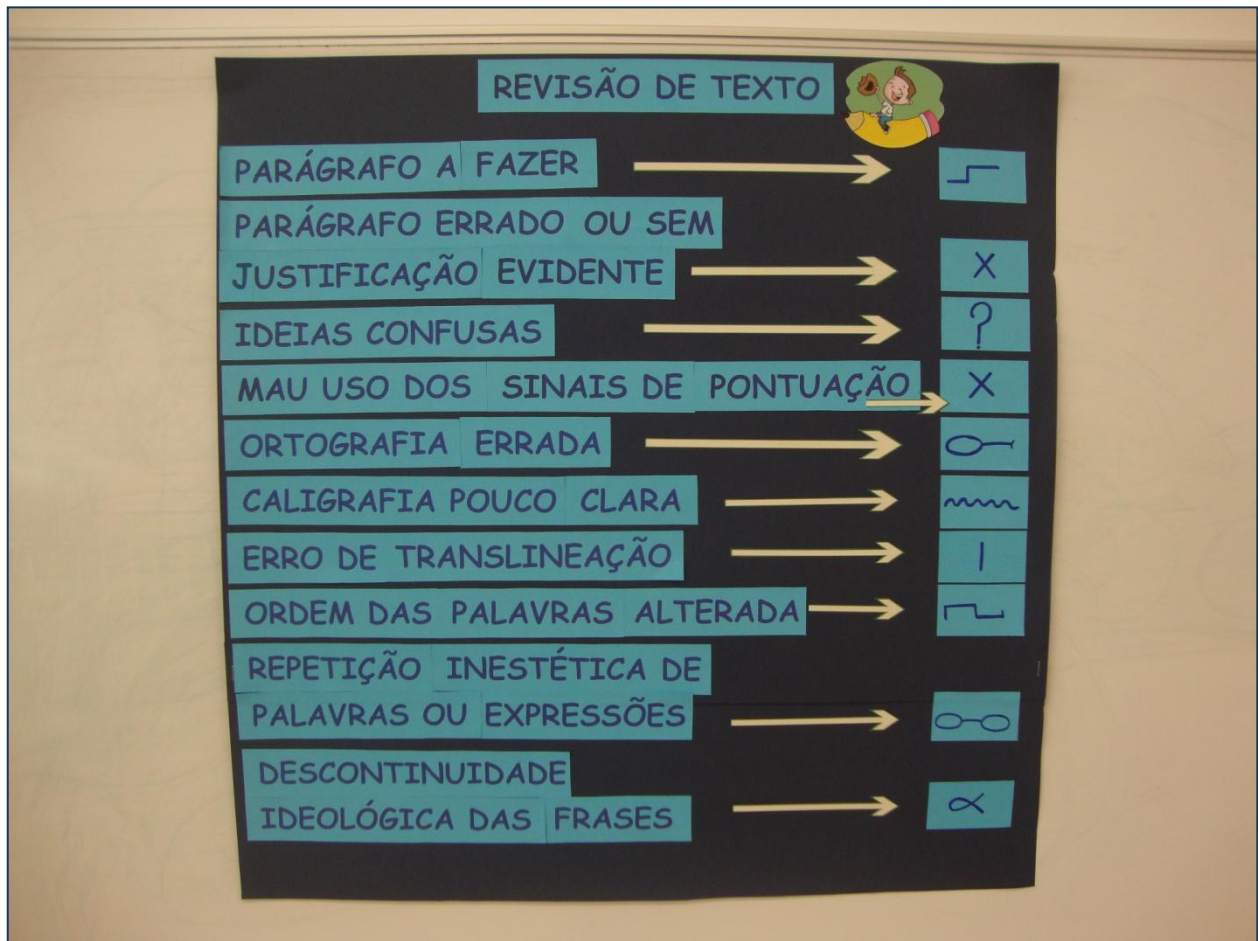 REVISÃO DE TEXTO
PARÁGRAFO A FAZER
PARÁGRAFO ERRADO OU SEM
JUSTIFICAÇÃO EVIDENTE X
IDEIAS CONFUSAS ?
MAU USO DOS SINAIS DE PONTUAÇÃO X
ORTOGRAFIA ERRADA
CALIGRAFIA POUCO CLARA
ERRO DE TRANSLINEAÇÃO |
ORDEM DAS PALAVRAS ALTERADA
REPETIÇÃO INESTÉTICA DE
PALAVRAS OU EXPRESSÕES
DESCONTINUIDADE
IDEOLÓGICA DAS FRASES